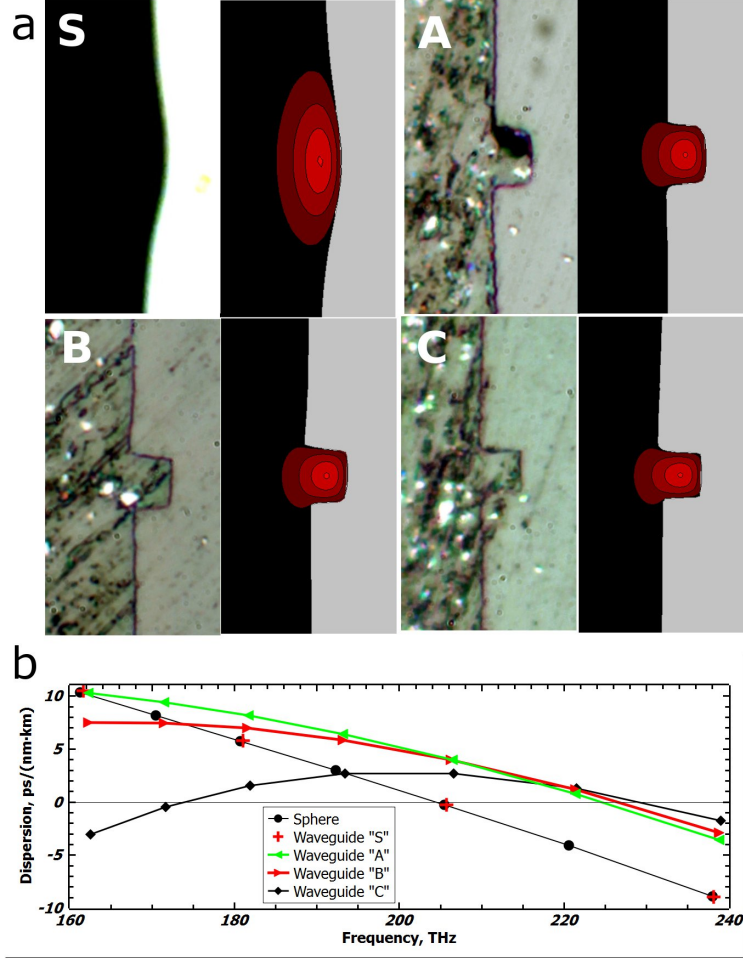 a
S
A
B
C
b
Dispersion, ps/(nm·km)
10
5
0
-5
-10
Sphere
Waveguide "S"
Waveguide "A"
Waveguide "B"
Waveguide "C"
160
180
200
220
240
Frequency, THz